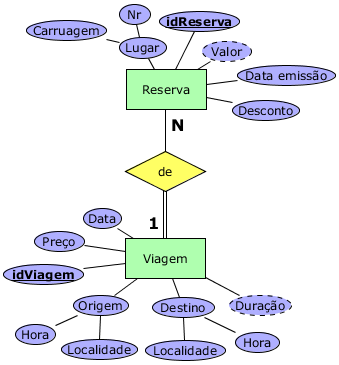 Nr
idReserva
Carruagem
Lugar
Valor
Data emissão
Reserva
Desconto
N
de
1
Data
Preço
Viagem
idViagem
Origem
Destino
Duração
Hora
Localidade
Localidade
Hora